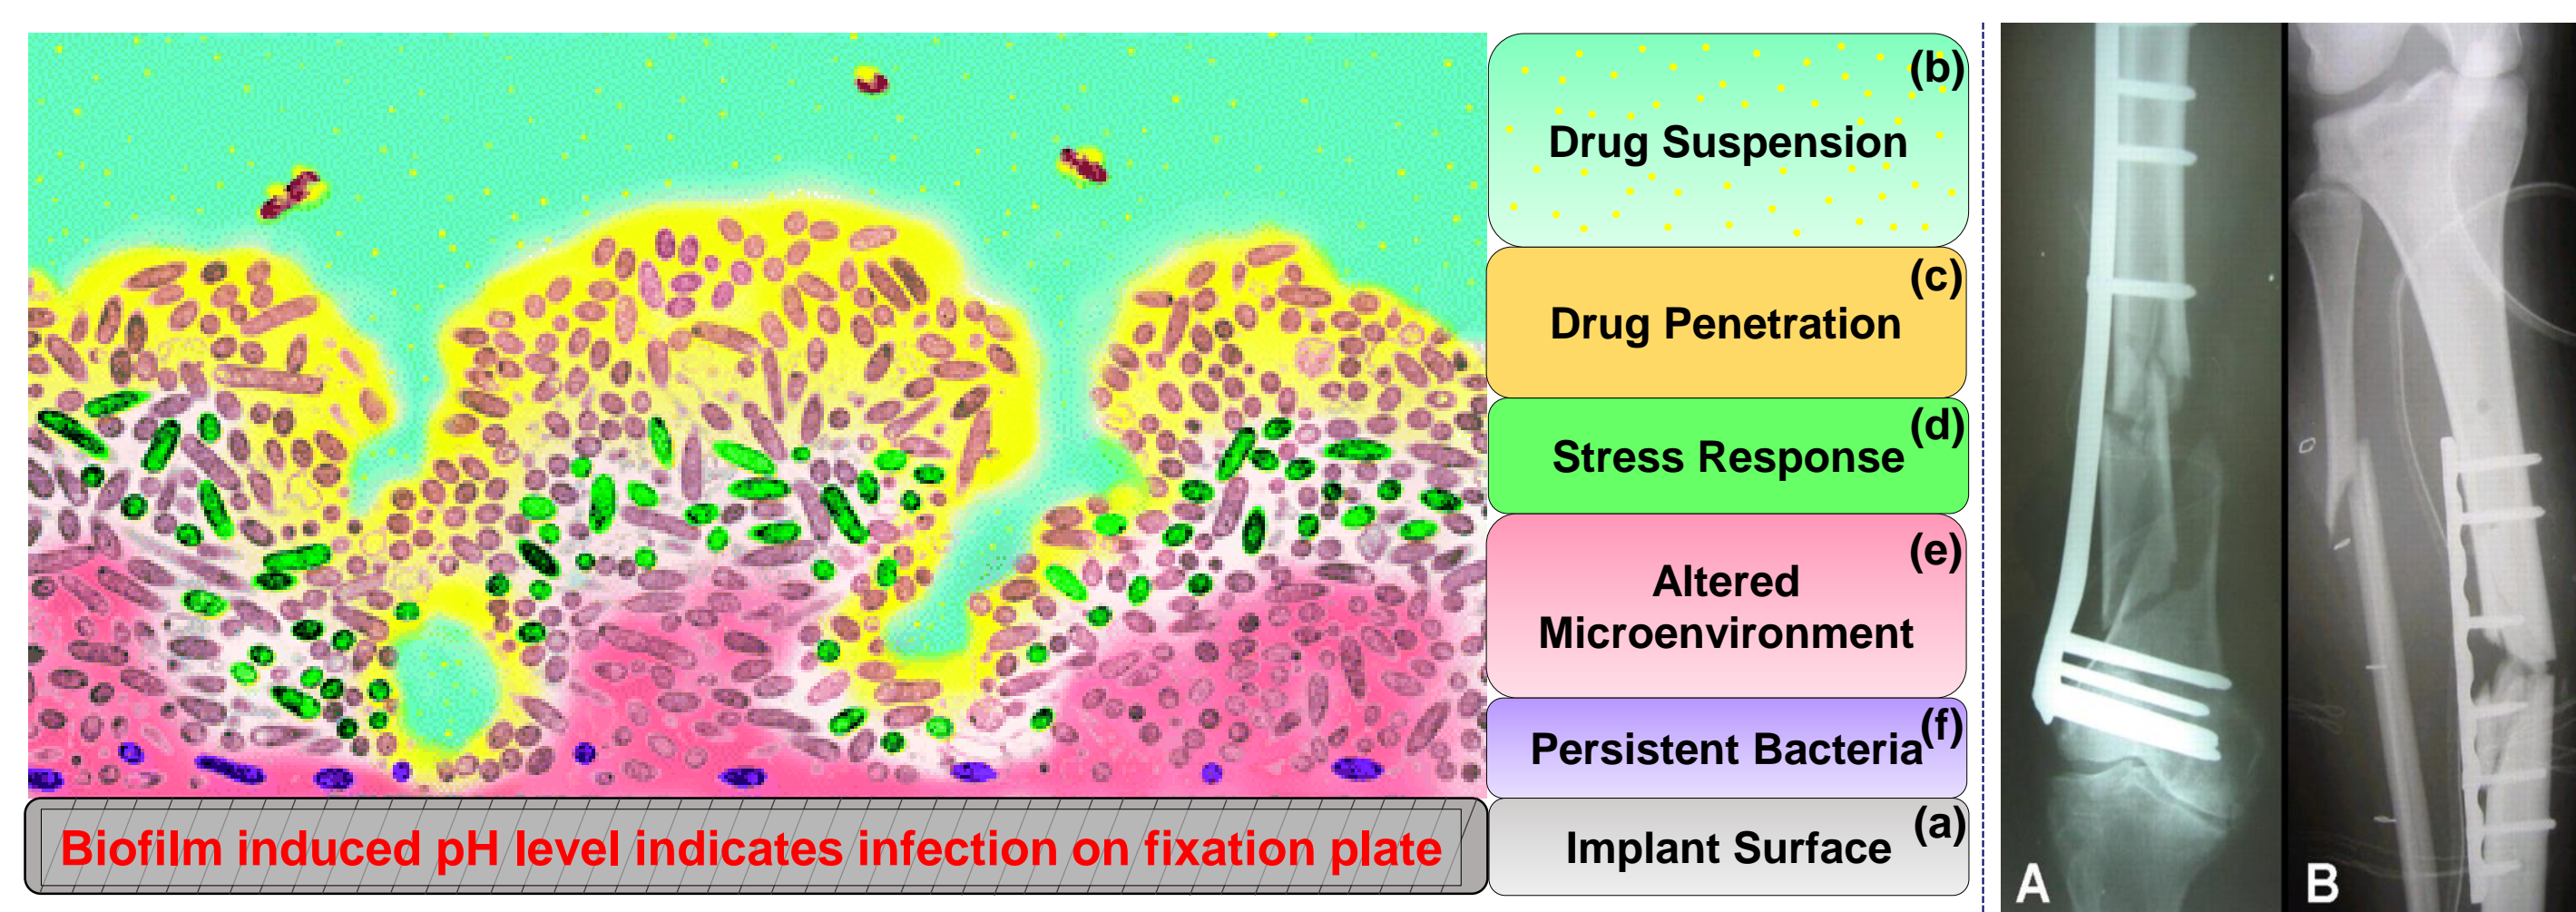 (b)
Drug Suspension
(c)
Drug Penetration
(d)
Stress Response
(e)
Altered
Microenvironment
(f)
Persistent Bacteria
(a)
Implant Surface
Biofilm induced pH level indicates infection on fixation plate
A
B